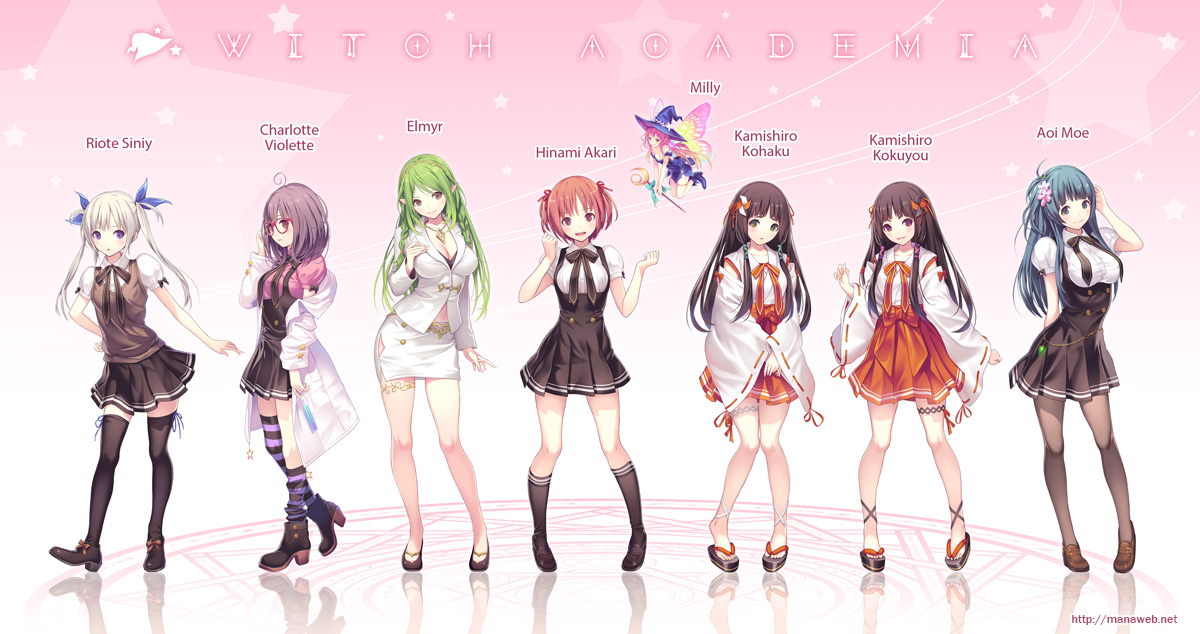 WITCH ACADEMIA
Riote Siniy
Charlotte
Violette
Elmyr
Hinami Akari
Milly
Kamishiro
Kohaku
Kamishiro
Kokuyou
Aoi Moe
http://manaweb.net